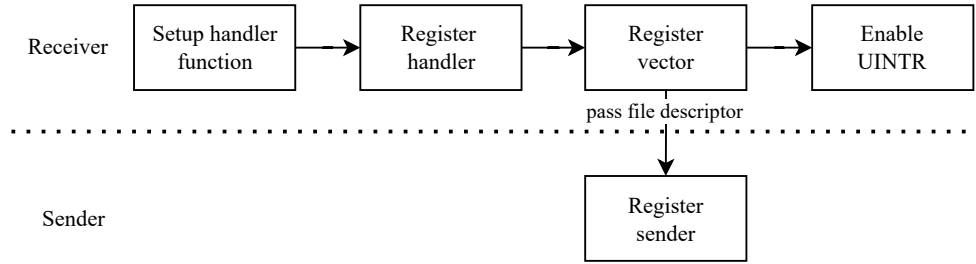 Receiver
Setup handler
function
Register
handler
Register
vector
Enable
UINTR
pass file descriptor
Sender
Register
sender